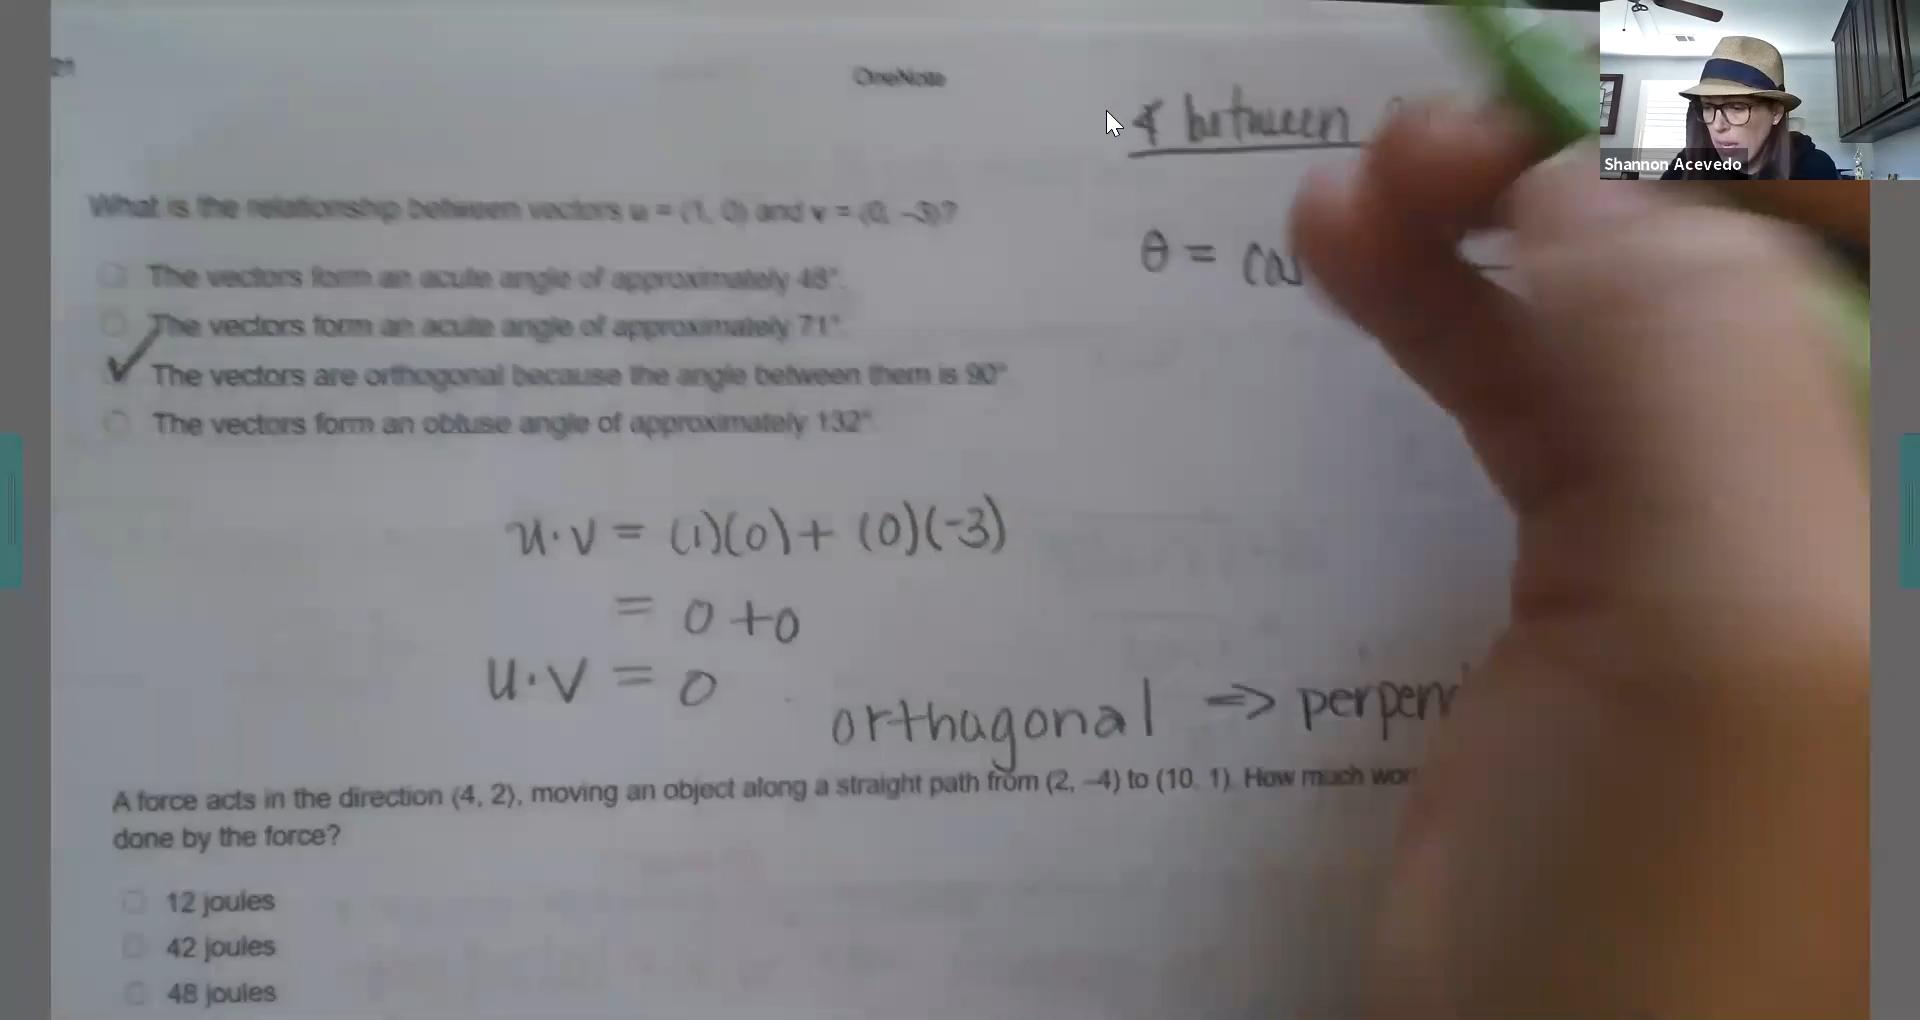 OneNote
∡ between
Shannon Acevedo
What is the relationship between vectors u = (1, 0) and v = (0, –3)?
θ = cos
The vectors form an acute angle of approximately 48°.
The vectors form an acute angle of approximately 71°.
The vectors are orthogonal because the angle between them is 90°
The vectors form an obtuse angle of approximately 132°.
u·v = (1)(0) + (0)(-3)
= 0 + 0
u·v = 0
orthagonal => perpen
A force acts in the direction (4, 2), moving an object along a straight path from (2, –4) to (10, 1). How much wor
done by the force?
12 joules
42 joules
48 joules